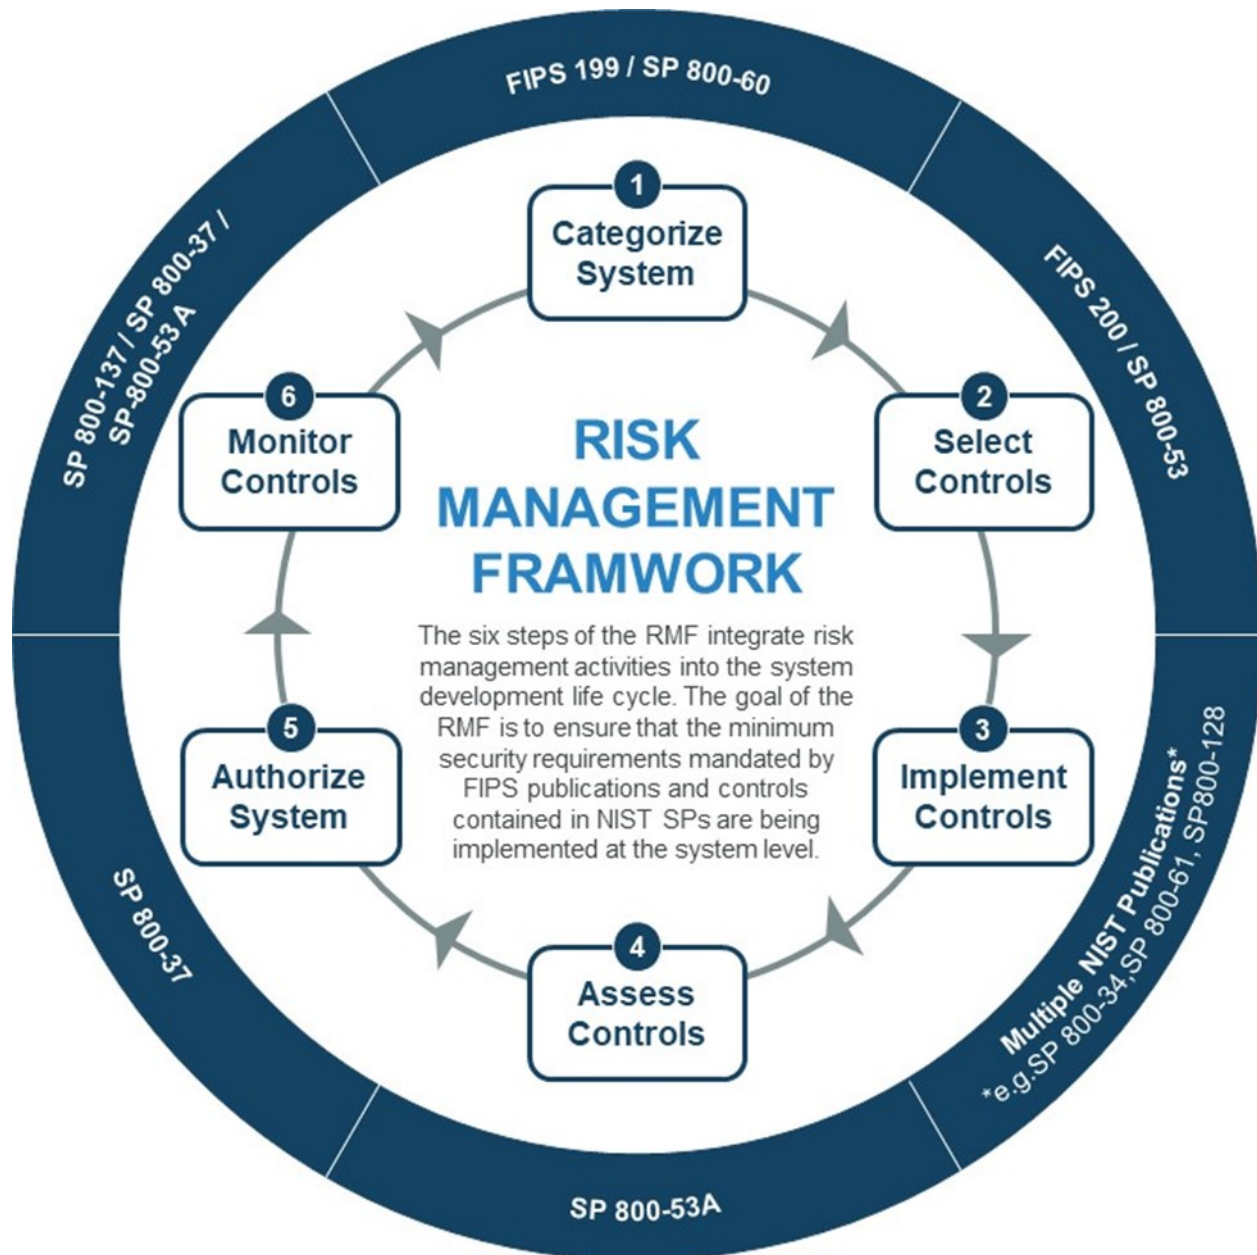 FIPS 199 / SP 800-60
FIPS 200 / SP 800-53
Multiple NIST Publications*
*e.g.SP 800-34,SP 800-61, SP800-128
SP 800-53A
SP 800-37
SP 800-137 / SP 800-37 /
SP-800-53 A
1
Categorize
System
2
Select
Controls
3
Implement
Controls
4
Assess
Controls
5
Authorize
System
6
Monitor
Controls
RISK
MANAGEMENT
FRAMWORK
The six steps of the RMF integrate risk
management activities into the system
development life cycle. The goal of the
RMF is to ensure that the minimum
security requirements mandated by
FIPS publications and controls
contained in NIST SPs are being
implemented at the system level.